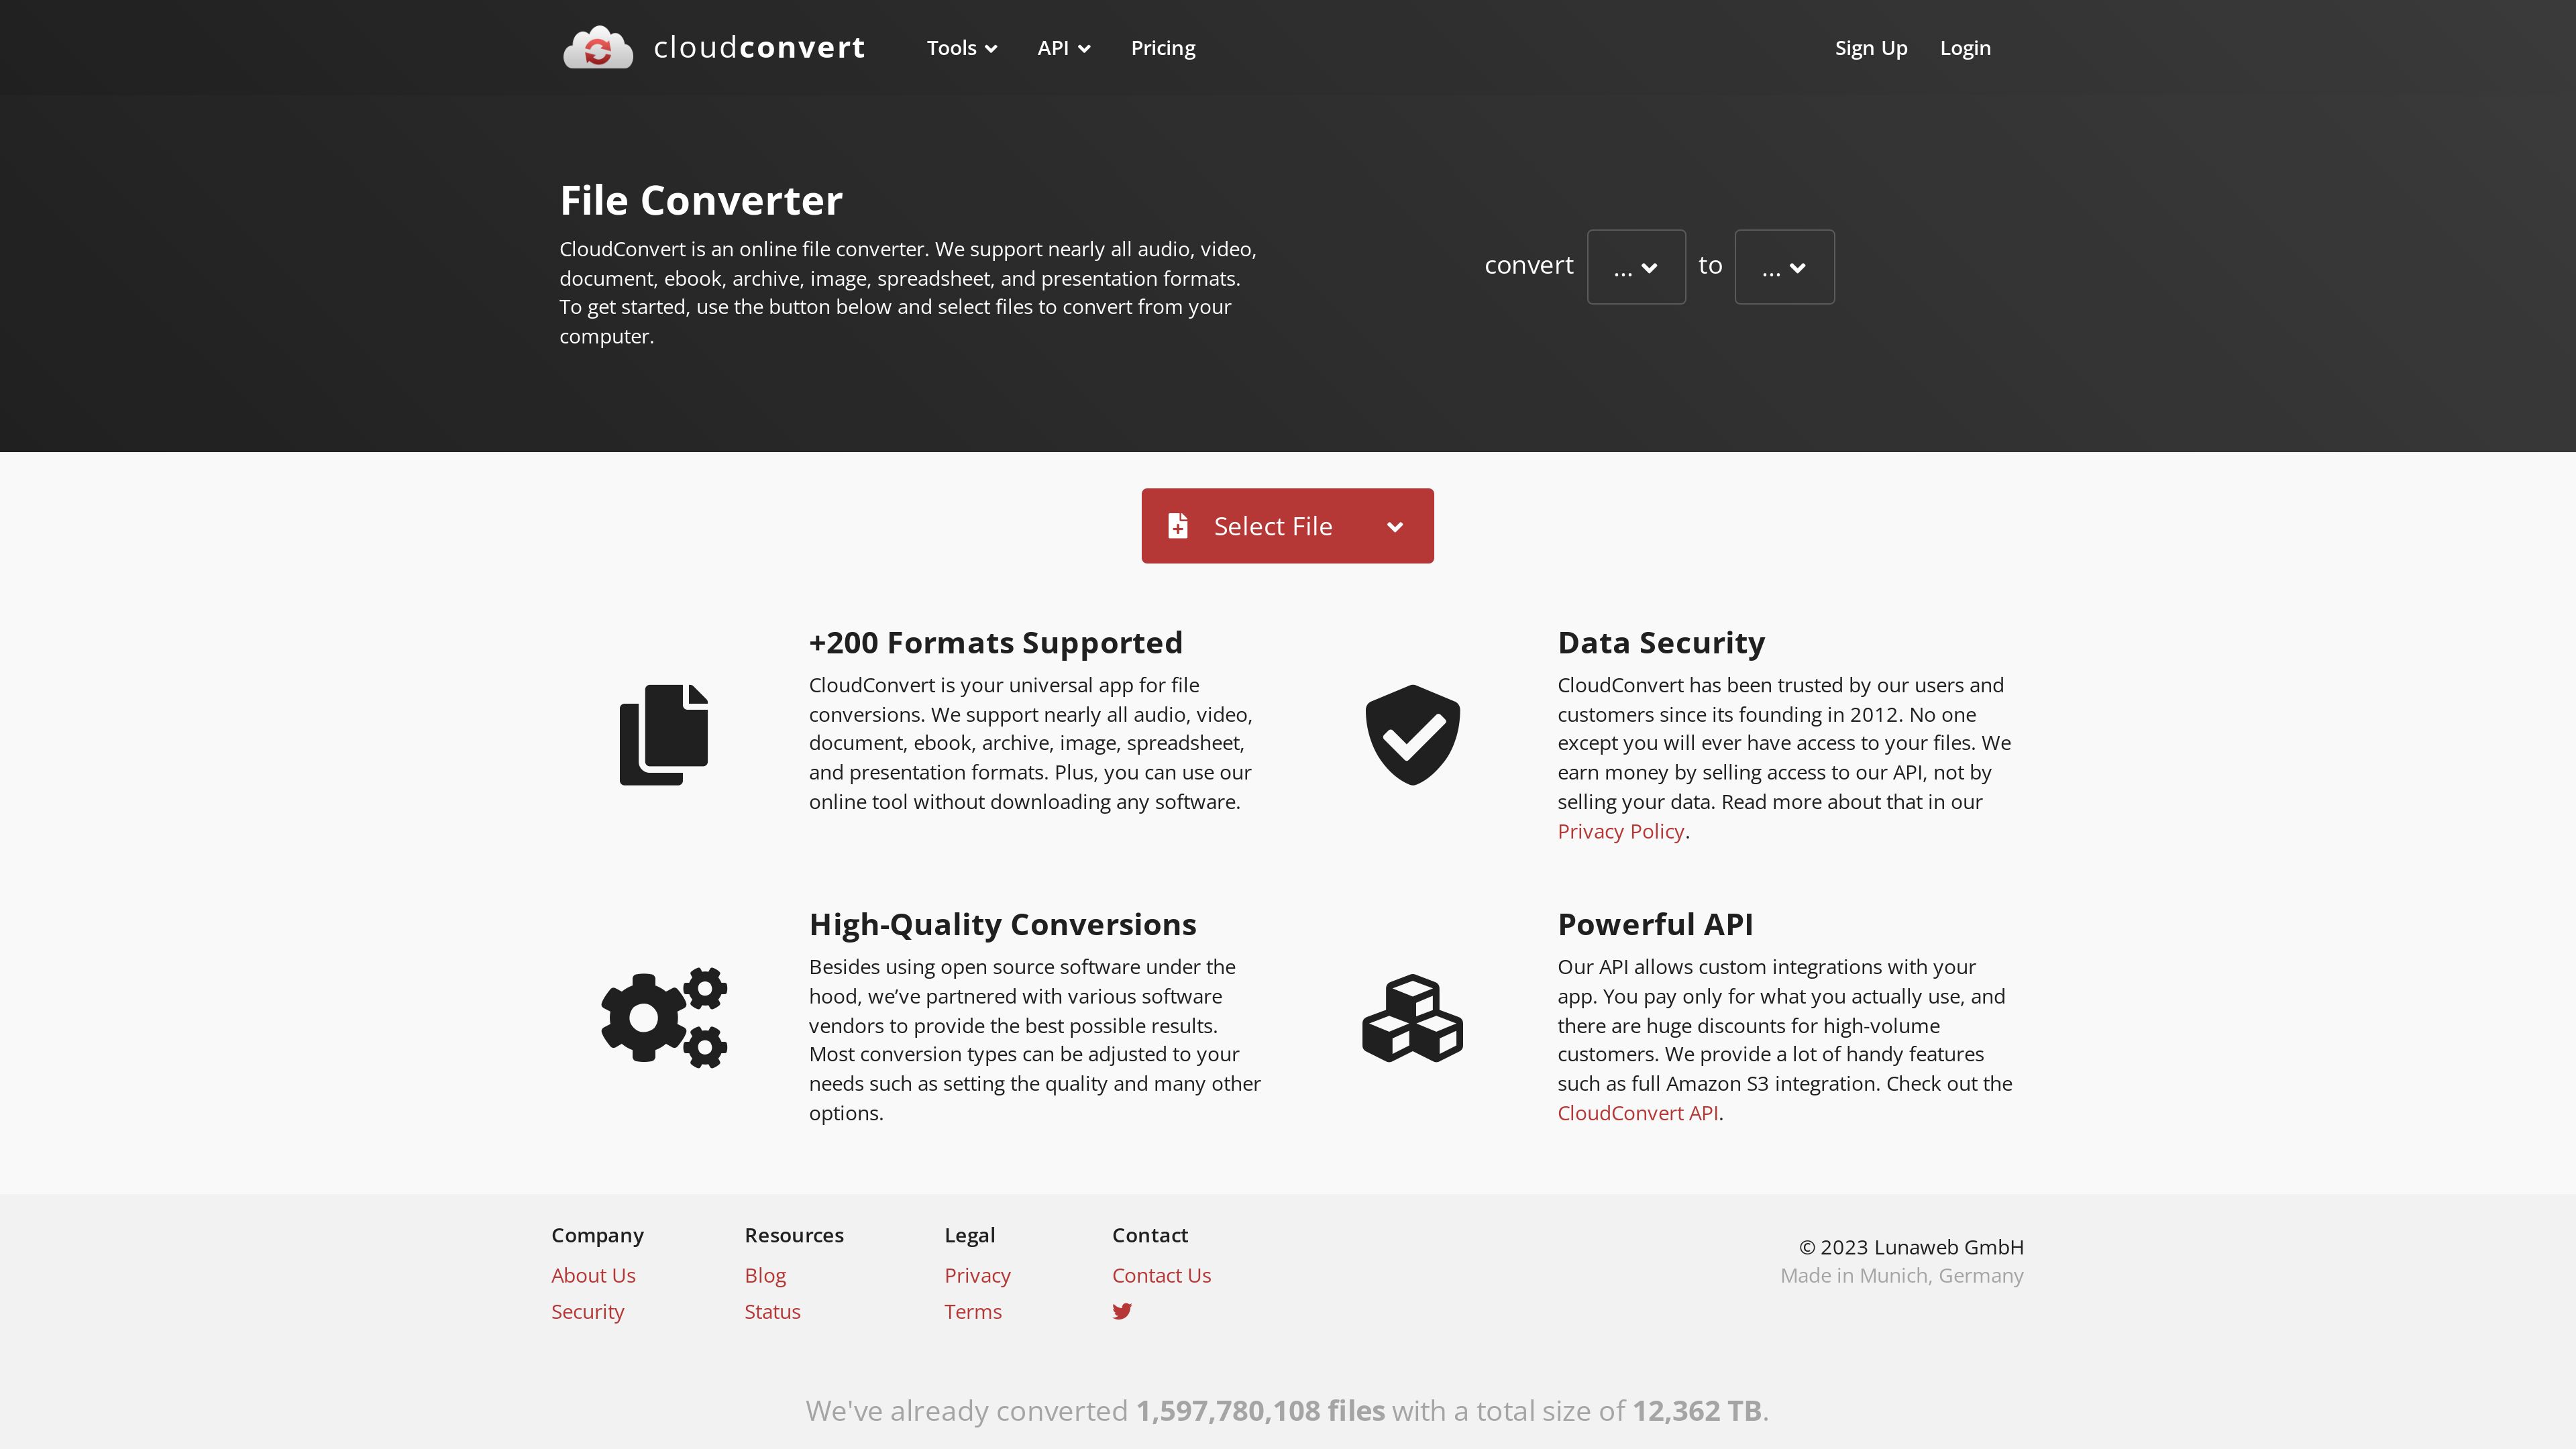 cloudconvert
Tools
API
Pricing
Sign Up
Login
File Converter
CloudConvert is an online file converter. We support nearly all audio, video,
document, ebook, archive, image, spreadsheet, and presentation formats.
To get started, use the button below and select files to convert from your
computer.
convert ... to ...
Select File
+200 Formats Supported
CloudConvert is your universal app for file
conversions. We support nearly all audio, video,
document, ebook, archive, image, spreadsheet,
and presentation formats. Plus, you can use our
online tool without downloading any software.
Data Security
CloudConvert has been trusted by our users and
customers since its founding in 2012. No one
except you will ever have access to your files. We
earn money by selling access to our API, not by
selling your data. Read more about that in our
Privacy Policy.
High-Quality Conversions
Besides using open source software under the
hood, we’ve partnered with various software
vendors to provide the best possible results.
Most conversion types can be adjusted to your
needs such as setting the quality and many other
options.
Powerful API
Our API allows custom integrations with your
app. You pay only for what you actually use, and
there are huge discounts for high-volume
customers. We provide a lot of handy features
such as full Amazon S3 integration. Check out the
CloudConvert API.
Company
About Us
Security
Resources
Blog
Status
Legal
Privacy
Terms
Contact
Contact Us
© 2023 Lunaweb GmbH
Made in Munich, Germany
We've already converted 1,597,780,108 files with a total size of 12,362 TB.